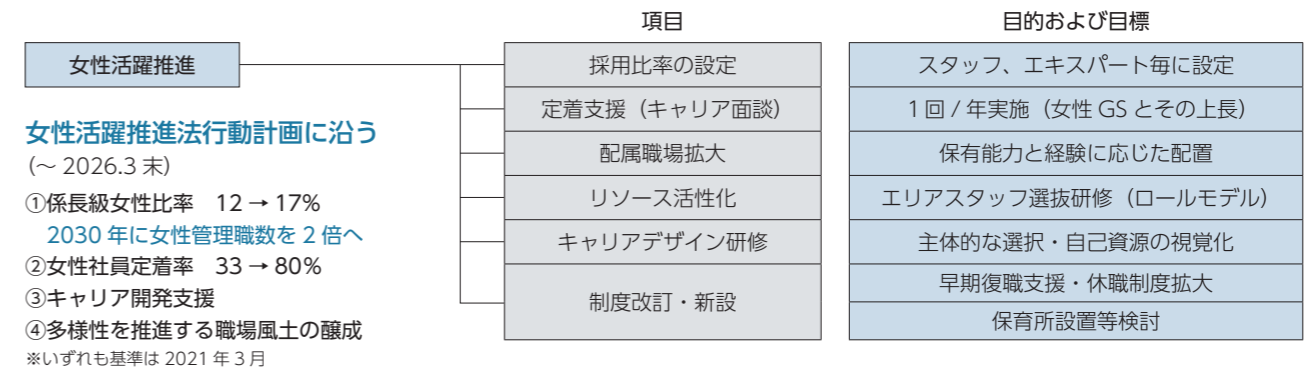 項目
目的および目標
女性活躍推進
採用比率の設定
スタッフ、エキスパート毎に設定
定着支援（キャリア面談）
1回/年実施（女性GSとその上長）
配属職場拡大
保有能力と経験に応じた配置
リソース活性化
エリアスタッフ選抜研修（ロールモデル）
キャリアデザイン研修
主体的な選択・自己資源の視覚化
制度改訂・新設
早期復職支援・休職制度拡大
保育所設置等検討
女性活躍推進法行動計画に沿う
（～ 2026.3 末）
①係長級女性比率　12 → 17%
2030 年に女性管理職数を 2 倍へ
②女性社員定着率　33 → 80%
③キャリア開発支援
④多様性を推進する職場風土の醸成
※いずれも基準は 2021 年 3 月